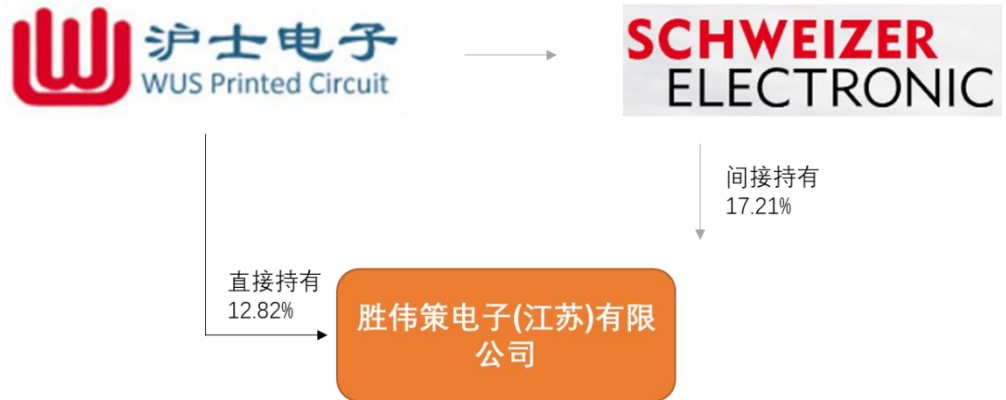 沪士电子
WUS Printed Circuit
SCHWEIZER
ELECTRONIC
间接持有
17.21%
直接持有
12.82%
胜伟策电子(江苏)有限
公司